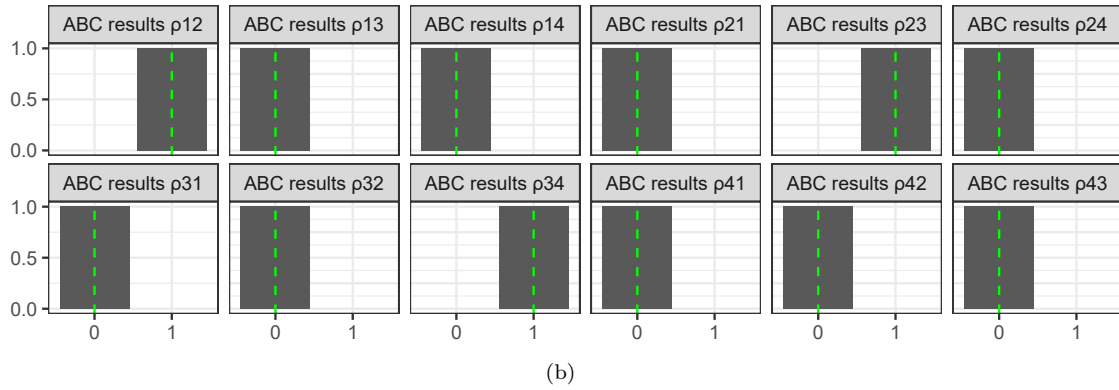 ABC results ρ12 ABC results ρ13 ABC results ρ14 ABC results ρ21 ABC results ρ23 ABC results ρ24
1.0
0.5
0.0
ABC results ρ31 ABC results ρ32 ABC results ρ34 ABC results ρ41 ABC results ρ42 ABC results ρ43
1.0
0.5
0.0
0 1 0 1 0 1 0 1 0 1 0 1
(b)